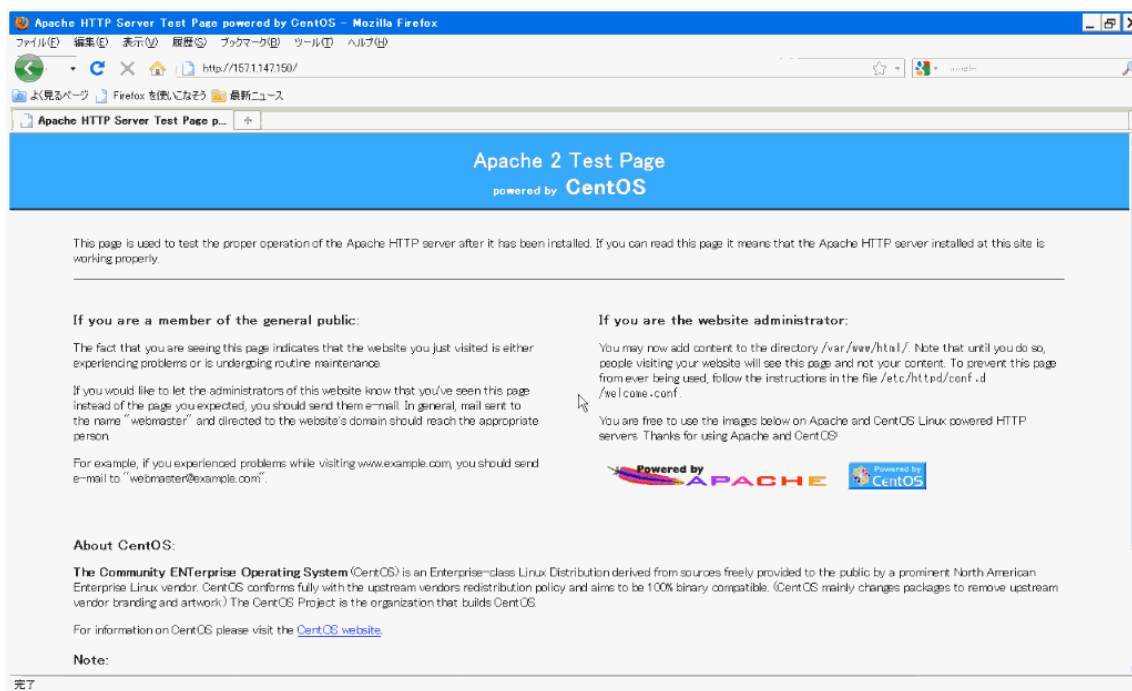 Apache HTTP Server Test Page powered by CentOS - Mozilla Firefox
ファイル(F) 編集(E) 表示(V) 履歴(S) ブックマーク(B) ツール(T) ヘルプ(H)
http://157.1.147.150/
よく見るページ Firefox を使いこなそう 最新ニュース
Apache HTTP Server Test Page p...
Apache 2 Test Page
powered by CentOS
This page is used to test the proper operation of the Apache HTTP server after it has been installed. If you can read this page it means that the Apache HTTP server installed at this site is
working properly.
If you are a member of the general public:
The fact that you are seeing this page indicates that the website you just visited is either
experiencing problems or is undergoing routine maintenance.
If you would like to let the administrators of this website know that you've seen this page
instead of the page you expected, you should send them e-mail. In general, mail sent to
the name "webmaster" and directed to the website's domain should reach the appropriate
person.
For example, if you experienced problems while visiting www.example.com, you should send
e-mail to "webmaster@example.com".
If you are the website administrator:
You may now add content to the directory /var/www/html/. Note that until you do so,
people visiting your website will see this page and not your content. To prevent this page
from ever being used, follow the instructions in the file /etc/httpd/conf.d
/welcome.conf.
You are free to use the images below on Apache and CentOS Linux powered HTTP
servers. Thanks for using Apache and CentOS!
Powered by
APACHE
Powered by
CentOS
About CentOS:
The Community ENTerprise Operating System (CentOS) is an Enterprise-class Linux Distribution derived from sources freely provided to the public by a prominent North American
Enterprise Linux vendor. CentOS conforms fully with the upstream vendors redistribution policy and aims to be 100% binary compatible. (CentOS mainly changes packages to remove upstream
vendor branding and artwork.) The CentOS Project is the organization that builds CentOS.
For information on CentOS please visit the CentOS website.
Note:
完了